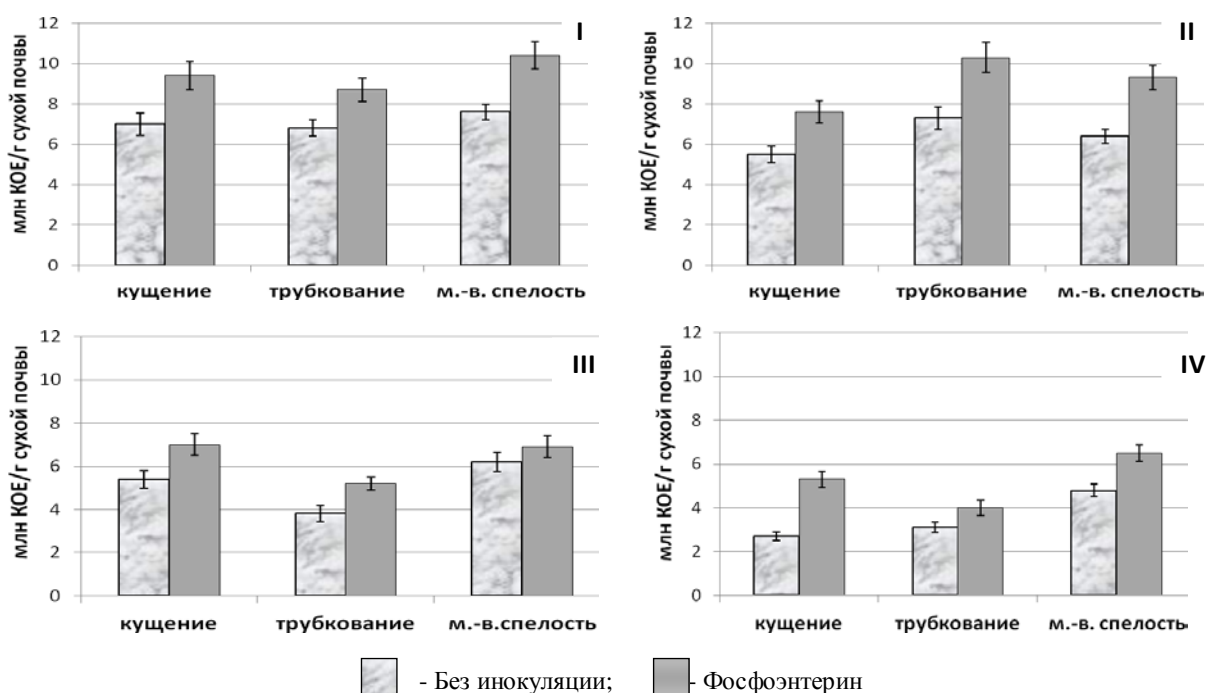 I
млн КОЕ/г сухой почвы
12
10
8
6
4
2
0
кущение трубкование м.-в. спелость
II
млн КОЕ/г сухой почвы
12
10
8
6
4
2
0
кущение трубкование м.-в. спелость
III
млн КОЕ/г сухой почвы
12
10
8
6
4
2
0
кущение трубкование м.-в.спелость
IV
млн КОЕ/г сухой почвы
12
10
8
6
4
2
0
кущение трубкование м.-в. спелость
- Без инокуляции; - Фосфоэнтерин